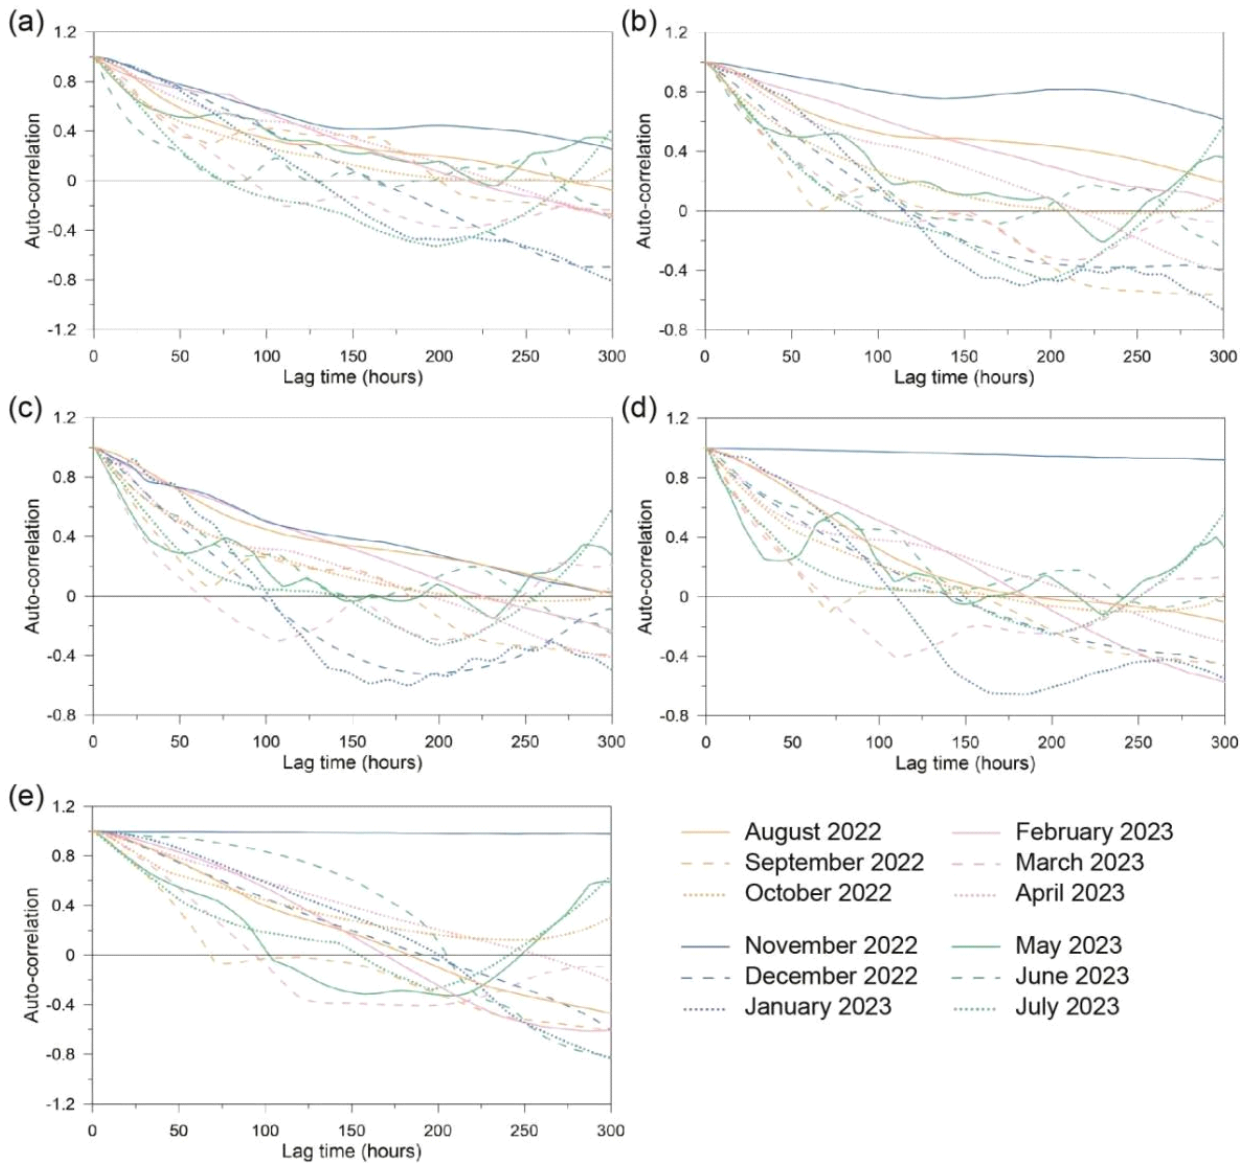 (a)
1.2
0.8
0.4
0
-0.4
-0.8
-1.2
Auto-correlation
0 50 100 150 200 250 300
Lag time (hours)
(b)
1.2
0.8
0.4
0
-0.4
-0.8
Auto-correlation
0 50 100 150 200 250 300
Lag time (hours)
(c)
1.2
0.8
0.4
0
-0.4
-0.8
Auto-correlation
0 50 100 150 200 250 300
Lag time (hours)
(d)
1.2
0.8
0.4
0
-0.4
-0.8
Auto-correlation
0 50 100 150 200 250 300
Lag time (hours)
(e)
1.2
0.8
0.4
0
-0.4
-0.8
-1.2
Auto-correlation
0 50 100 150 200 250 300
Lag time (hours)
August 2022
September 2022
October 2022
November 2022
December 2022
January 2023
February 2023
March 2023
April 2023
May 2023
June 2023
July 2023